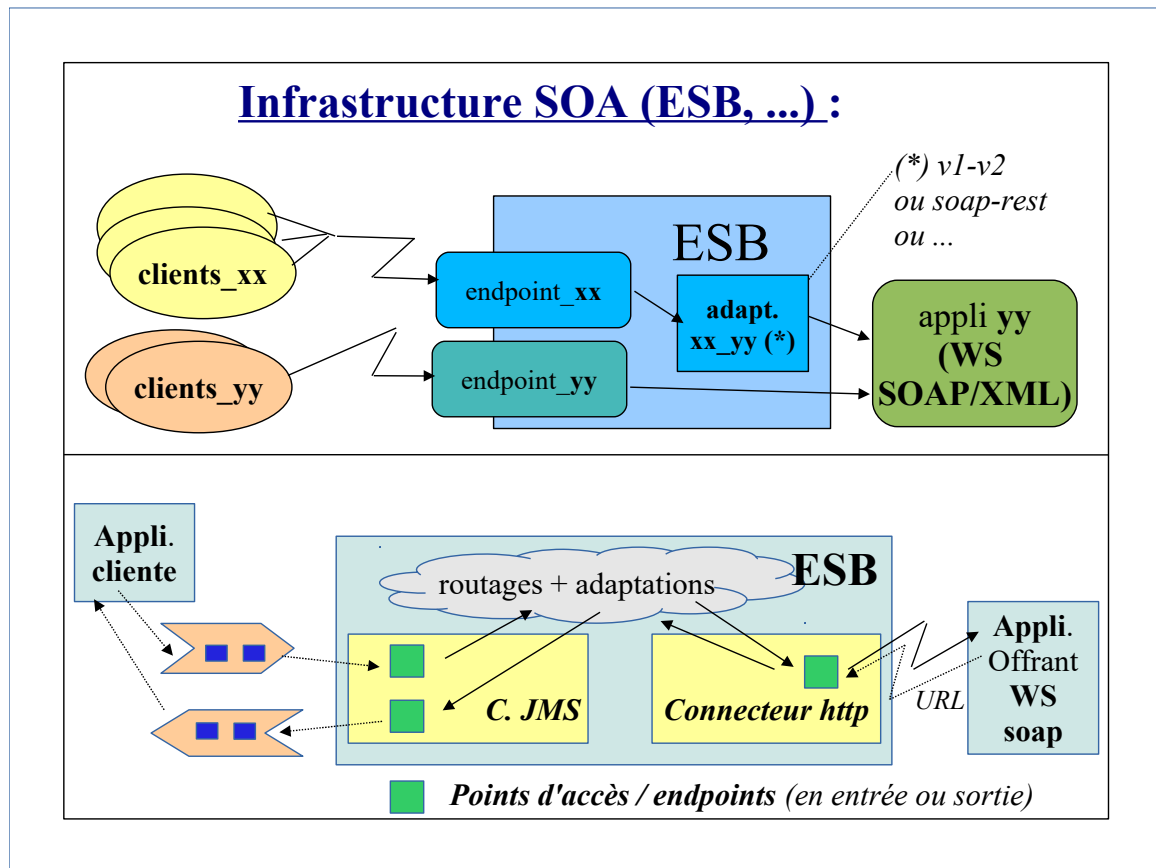 Infrastructure SOA (ESB, ...) :
(*) v1-v2
ou soap-rest
ou ...
clients_xx
endpoint_xx
ESB
adapt.
xx_yy (*)
appli yy
(WS
SOAP/XML)
clients_yy
endpoint_yy
Appli.
cliente
ESB
routages + adaptations
C. JMS
Connecteur http
URL
Appli.
Offrant
WS
soap
Points d'accès / endpoints (en entrée ou sortie)